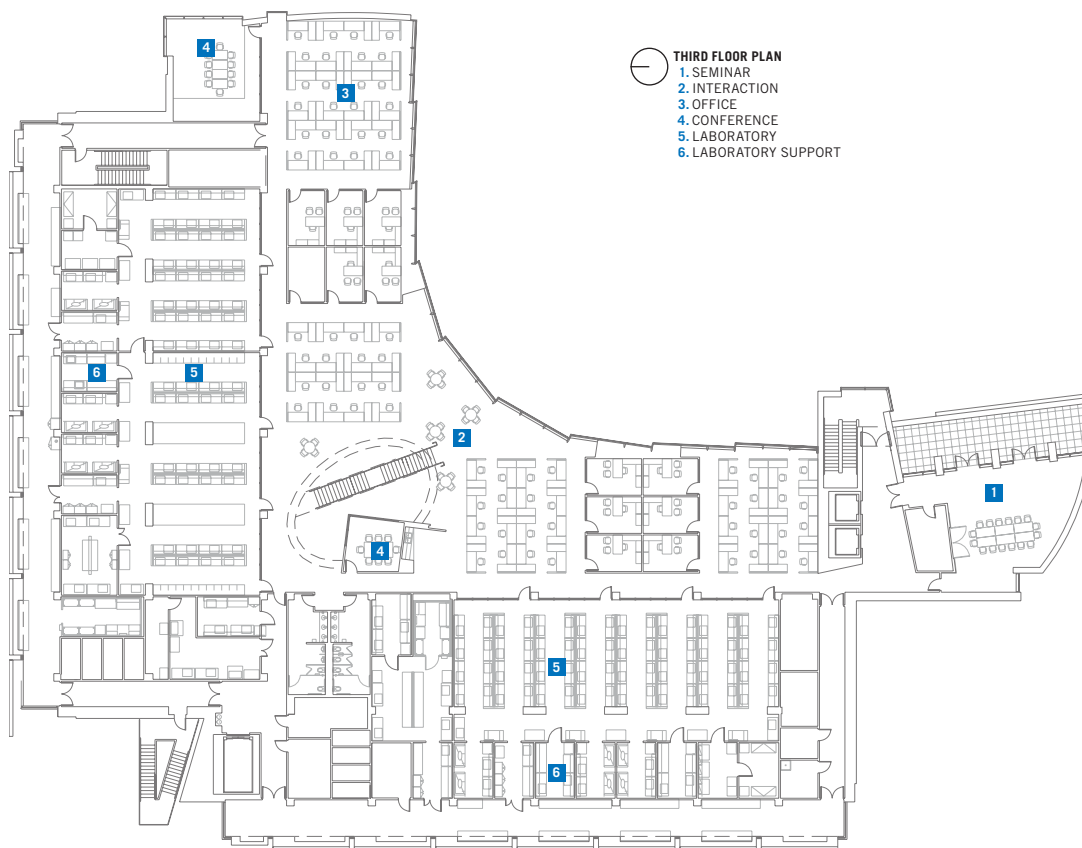 THIRD FLOOR PLAN
1. SEMINAR
2. INTERACTION
3. OFFICE
4. CONFERENCE
5. LABORATORY
6. LABORATORY SUPPORT
4
3
6
5
2
1
4
5
6